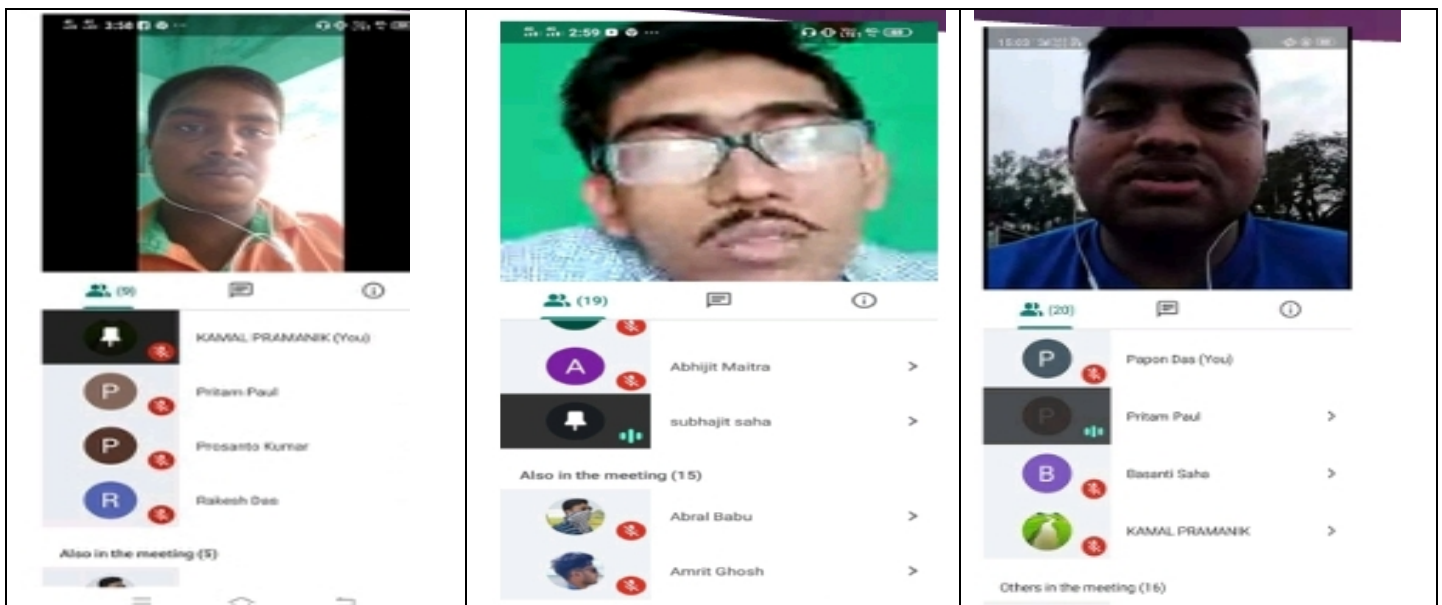 3:58
(9)
KAMAL PRAMANIK (You)
Pritam Paul
Prosanto Kumar
Rakesh Das
Also in the meeting (5)
2:59
(19)
Abhijit Maitra
subhajit saha
Also in the meeting (15)
Abral Babu
Amrit Ghosh
15:03
(20)
Papon Das (You)
Pritam Paul
Basanti Saha
KAMAL PRAMANIK
Others in the meeting (16)
P
P
R
A
P
P
B